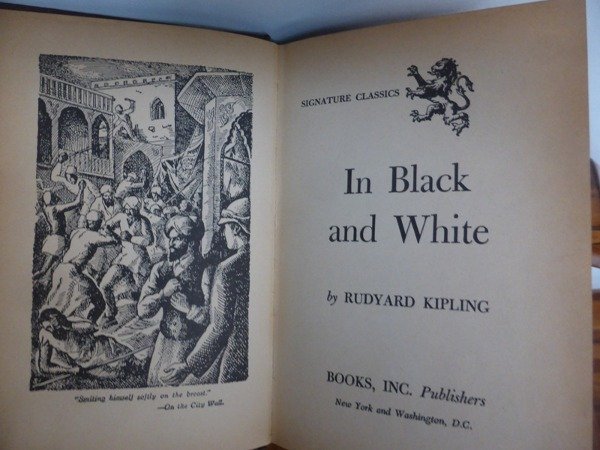 "Smiting himself softly on the breast."
—On the City Wall.
SIGNATURE CLASSICS
In Black
and White
by RUDYARD KIPLING
BOOKS, INC. Publishers
New York and Washington, D.C.